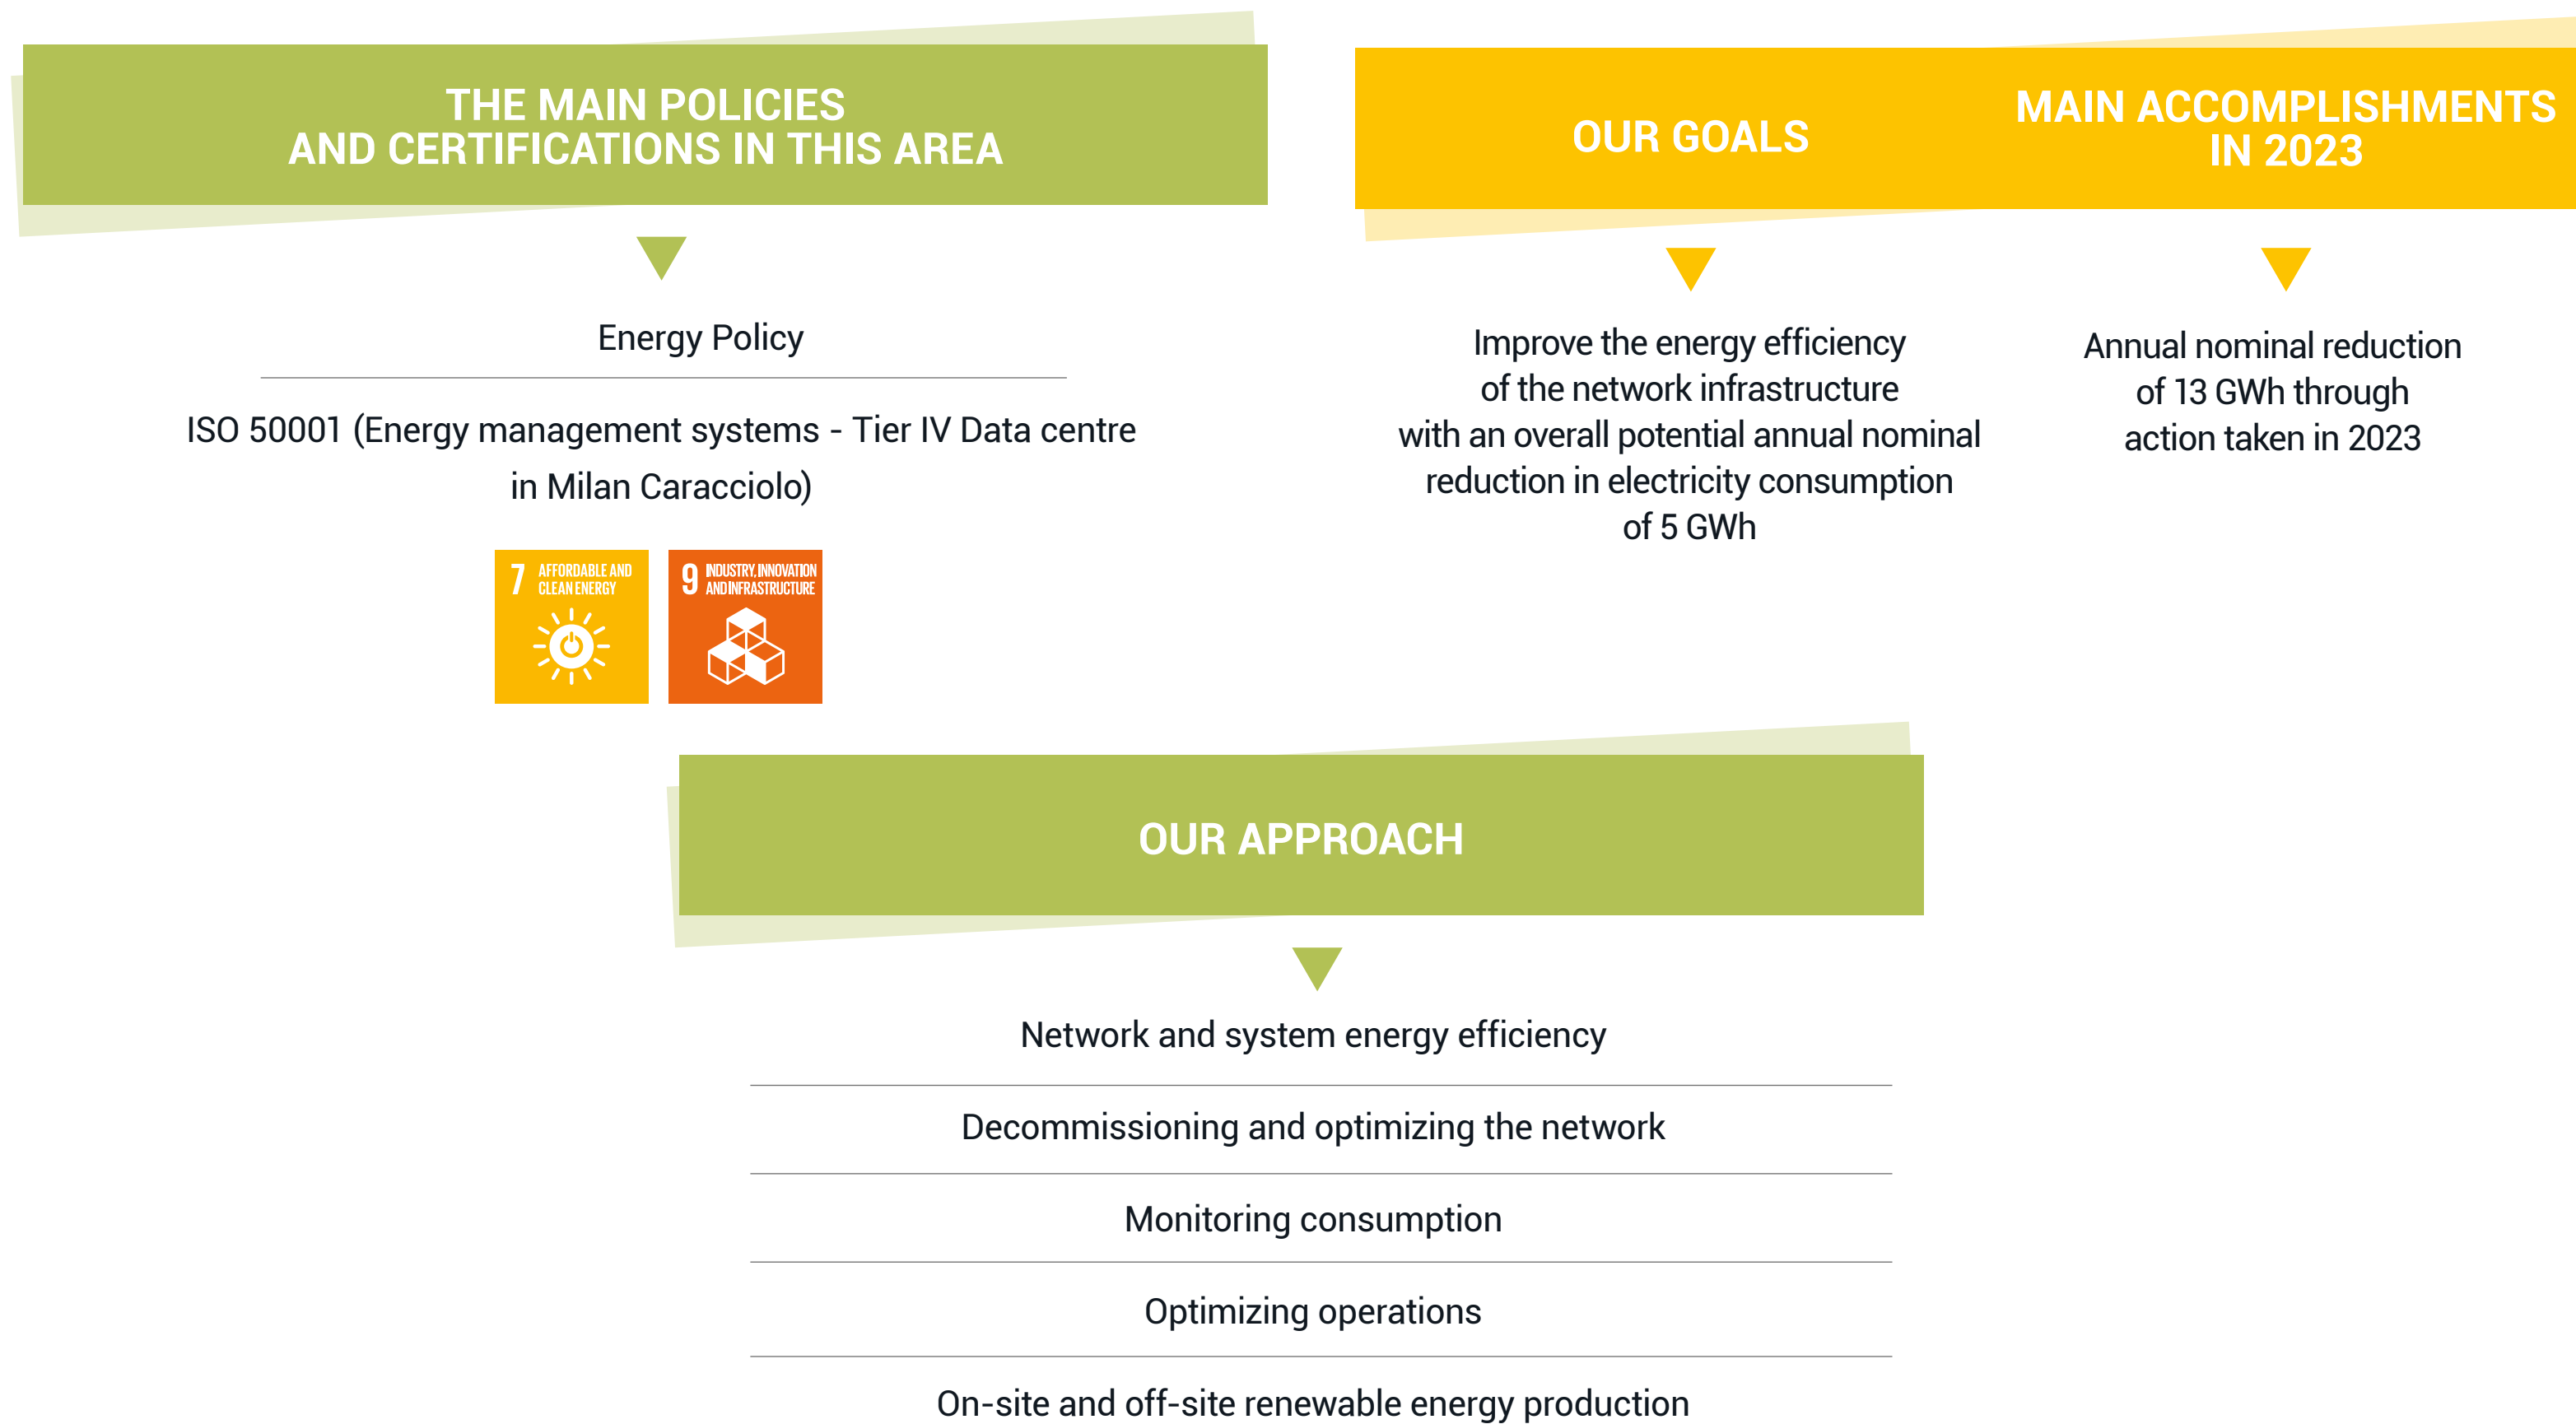 THE MAIN POLICIES
AND CERTIFICATIONS IN THIS AREA
Energy Policy
ISO 50001 (Energy management systems - Tier IV Data centre
in Milan Caracciolo)
7 AFFORDABLE AND
CLEAN ENERGY
9 INDUSTRY, INNOVATION
AND INFRASTRUCTURE
OUR GOALS
Improve the energy efficiency
of the network infrastructure
with an overall potential annual nominal
reduction in electricity consumption
of 5 GWh
MAIN ACCOMPLISHMENTS
IN 2023
Annual nominal reduction
of 13 GWh through
action taken in 2023
OUR APPROACH
Network and system energy efficiency
Decommissioning and optimizing the network
Monitoring consumption
Optimizing operations
On-site and off-site renewable energy production